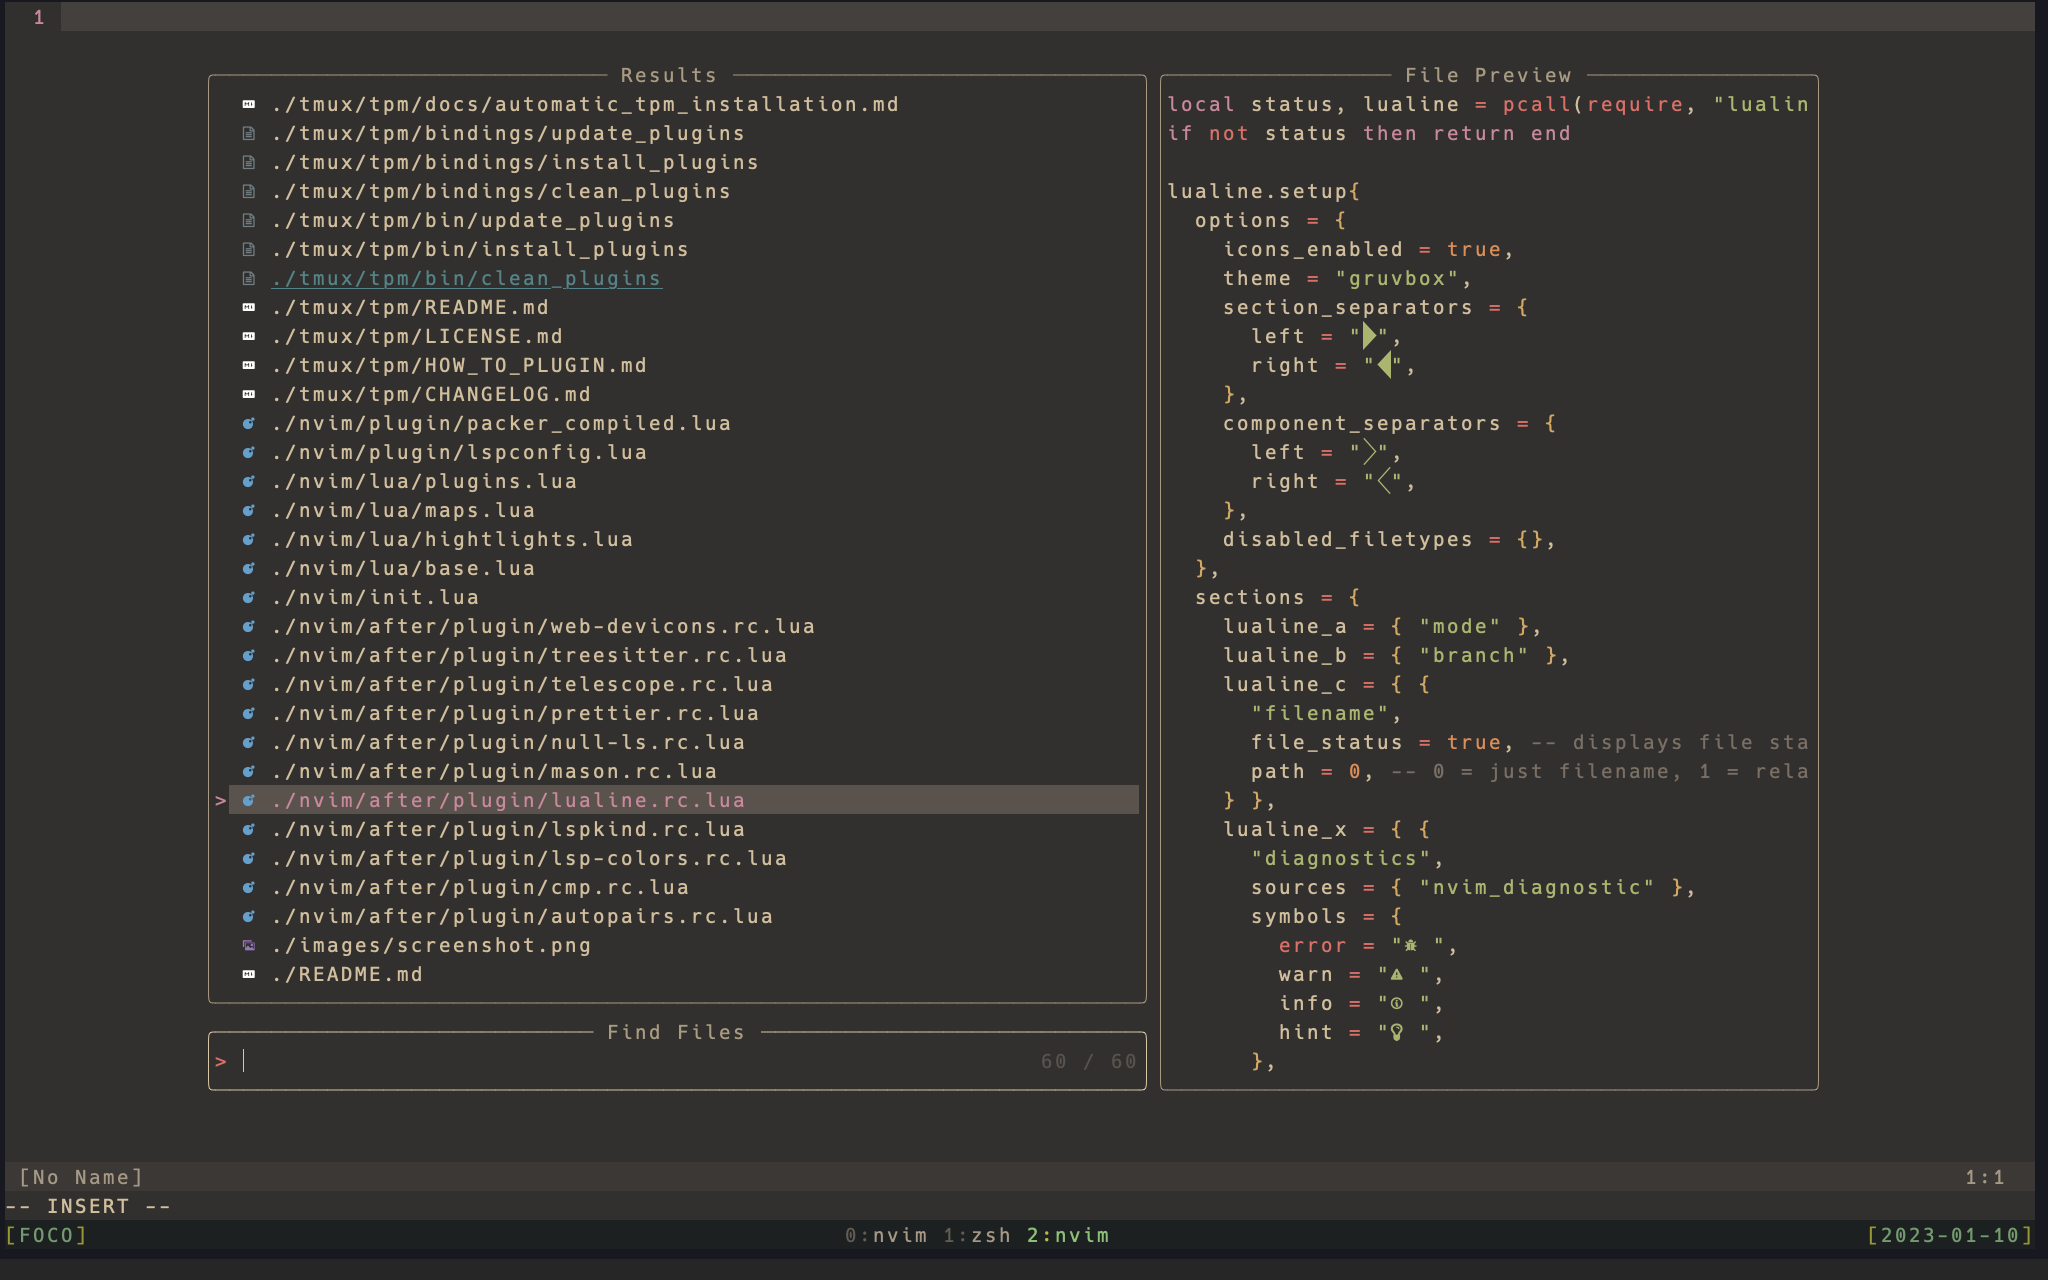 1
Results
./tmux/tpm/docs/automatic_tpm_installation.md
./tmux/tpm/bindings/update_plugins
./tmux/tpm/bindings/install_plugins
./tmux/tpm/bindings/clean_plugins
./tmux/tpm/bin/update_plugins
./tmux/tpm/bin/install_plugins
./tmux/tpm/bin/clean_plugins
./tmux/tpm/README.md
./tmux/tpm/LICENSE.md
./tmux/tpm/HOW_TO_PLUGIN.md
./tmux/tpm/CHANGELOG.md
./nvim/plugin/packer_compiled.lua
./nvim/plugin/lspconfig.lua
./nvim/lua/plugins.lua
./nvim/lua/maps.lua
./nvim/lua/hightlights.lua
./nvim/lua/base.lua
./nvim/init.lua
./nvim/after/plugin/web-devicons.rc.lua
./nvim/after/plugin/treesitter.rc.lua
./nvim/after/plugin/telescope.rc.lua
./nvim/after/plugin/prettier.rc.lua
./nvim/after/plugin/null-ls.rc.lua
./nvim/after/plugin/mason.rc.lua
> ./nvim/after/plugin/lualine.rc.lua
./nvim/after/plugin/lspkind.rc.lua
./nvim/after/plugin/lsp-colors.rc.lua
./nvim/after/plugin/cmp.rc.lua
./nvim/after/plugin/autopairs.rc.lua
./images/screenshot.png
./README.md
Find Files
> 60 / 60
File Preview
local status, lualine = pcall(require, "lualin
if not status then return end
lualine.setup{
options = {
icons_enabled = true,
theme = "gruvbox",
section_separators = {
left = "",
right = "",
},
component_separators = {
left = "",
right = "",
},
disabled_filetypes = {},
},
sections = {
lualine_a = { "mode" },
lualine_b = { "branch" },
lualine_c = { {
"filename",
file_status = true, -- displays file sta
path = 0, -- 0 = just filename, 1 = rela
} },
lualine_x = { {
"diagnostics",
sources = { "nvim_diagnostic" },
symbols = {
error = " ",
warn = " ",
info = " ",
hint = " ",
},
[No Name] 1:1
-- INSERT --
[FOCO] 0:nvim 1:zsh 2:nvim [2023-01-10]